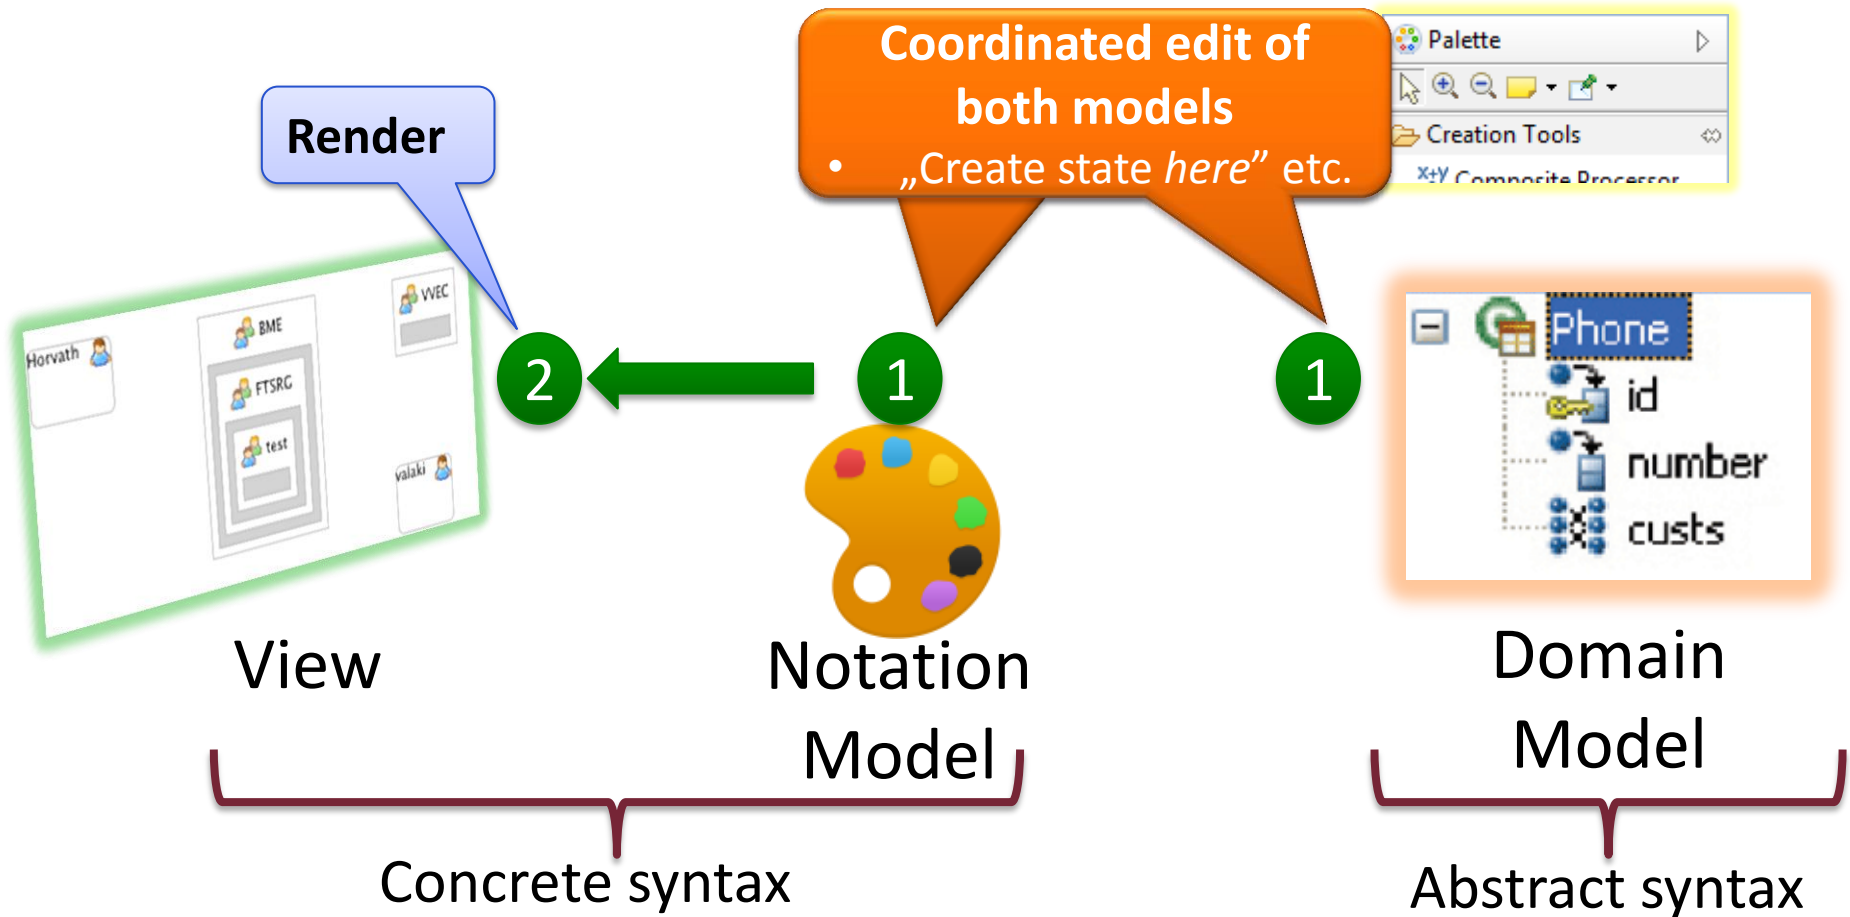 Coordinated edit of
both models
• „Create state here” etc.
Palette
Creation Tools
x+y Composite Processor
Render
Horvath
BME
FTSRG
test
VVEC
valaki
2
1
1
Phone
id
number
custs
View
Notation
Model
Domain
Model
Concrete syntax
Abstract syntax